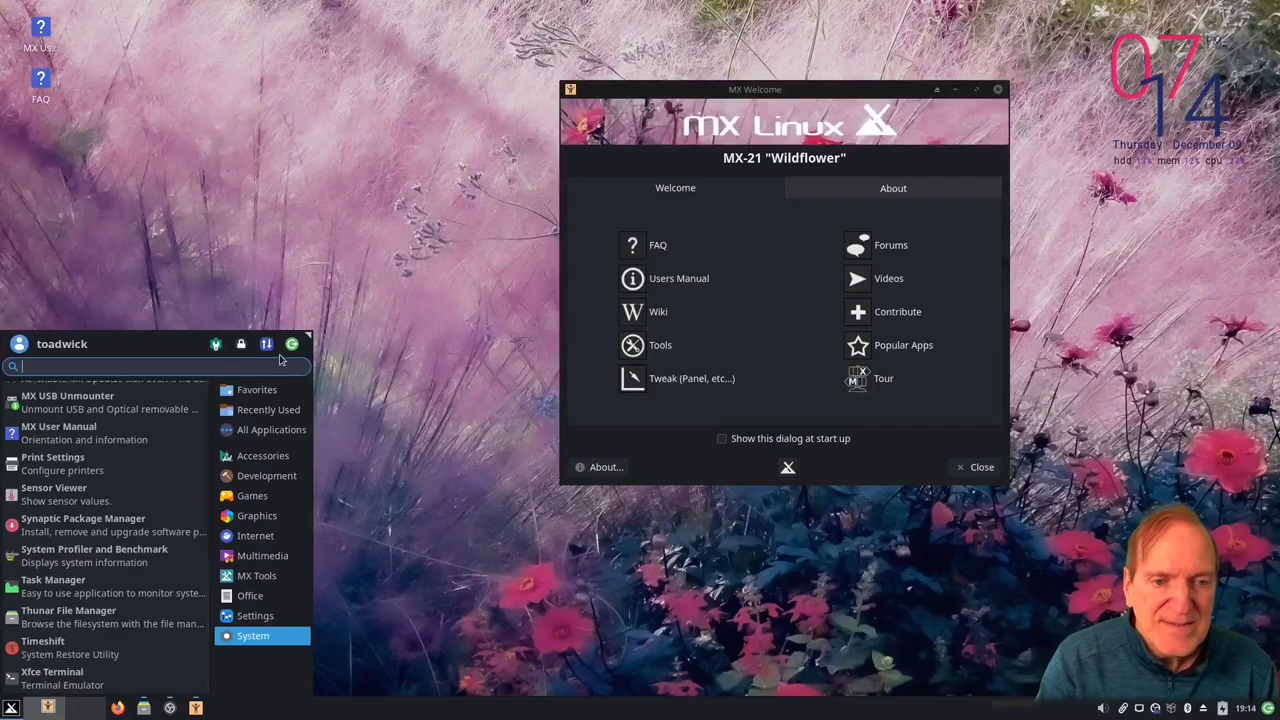 MX Us...
FAQ
MX Welcome
MX Linux
MX-21 "Wildflower"
Welcome
About
FAQ
Forums
Users Manual
Videos
Wiki
Contribute
Tools
Popular Apps
Tweak (Panel, etc...)
Tour
Show this dialog at start up
About...
Close
07
14
Thursday December 09
hdd mem cpu
toadwick
MX USB Unmounter
Unmount USB and Optical removable ...
MX User Manual
Orientation and information
Print Settings
Configure printers
Sensor Viewer
Show sensor values.
Synaptic Package Manager
Install, remove and upgrade software p...
System Profiler and Benchmark
Displays system information
Task Manager
Easy to use application to monitor syste...
Thunar File Manager
Browse the filesystem with the file man...
Timeshift
System Restore Utility
Xfce Terminal
Terminal Emulator
Favorites
Recently Used
All Applications
Accessories
Development
Games
Graphics
Internet
Multimedia
MX Tools
Office
Settings
System
19:14